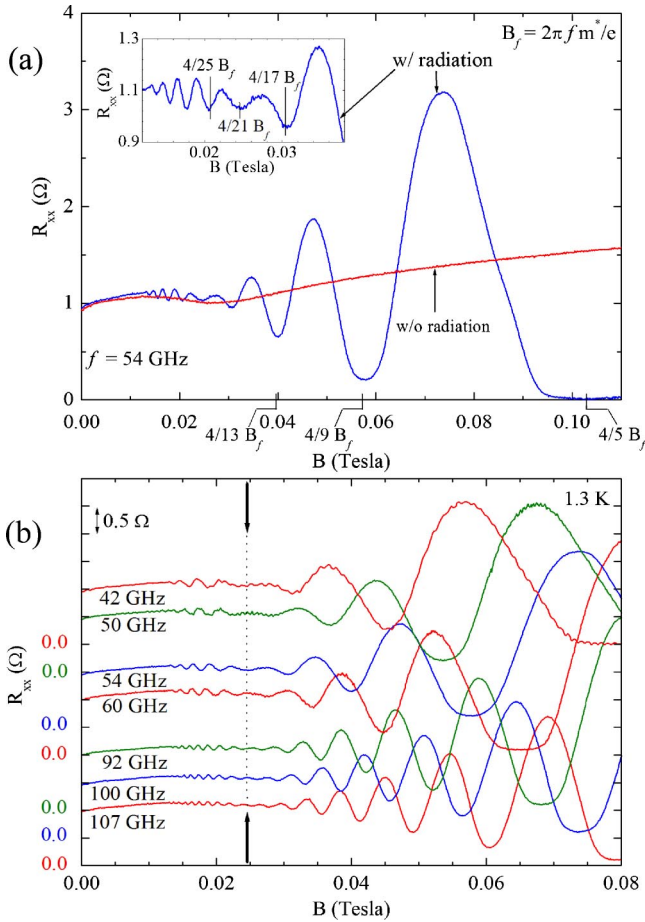 (a)
B_f = 2π f m*/e
w/ radiation
1.3
1.1
0.9
R_xx (Ω)
4/25 B_f
4/17 B_f
4/21 B_f
0.02
0.03
B (Tesla)
4
3
2
1
0
R_xx (Ω)
w/o radiation
f = 54 GHz
0.00
0.02
0.04
0.06
0.08
0.10
4/13 B_f
4/9 B_f
4/5 B_f
B (Tesla)
(b)
1.3 K
0.5 Ω
42 GHz
50 GHz
0.0
0.0
54 GHz
60 GHz
0.0
0.0
92 GHz
100 GHz
0.0
107 GHz
0.0
0.0
R_xx (Ω)
0.00
0.02
0.04
0.06
0.08
B (Tesla)